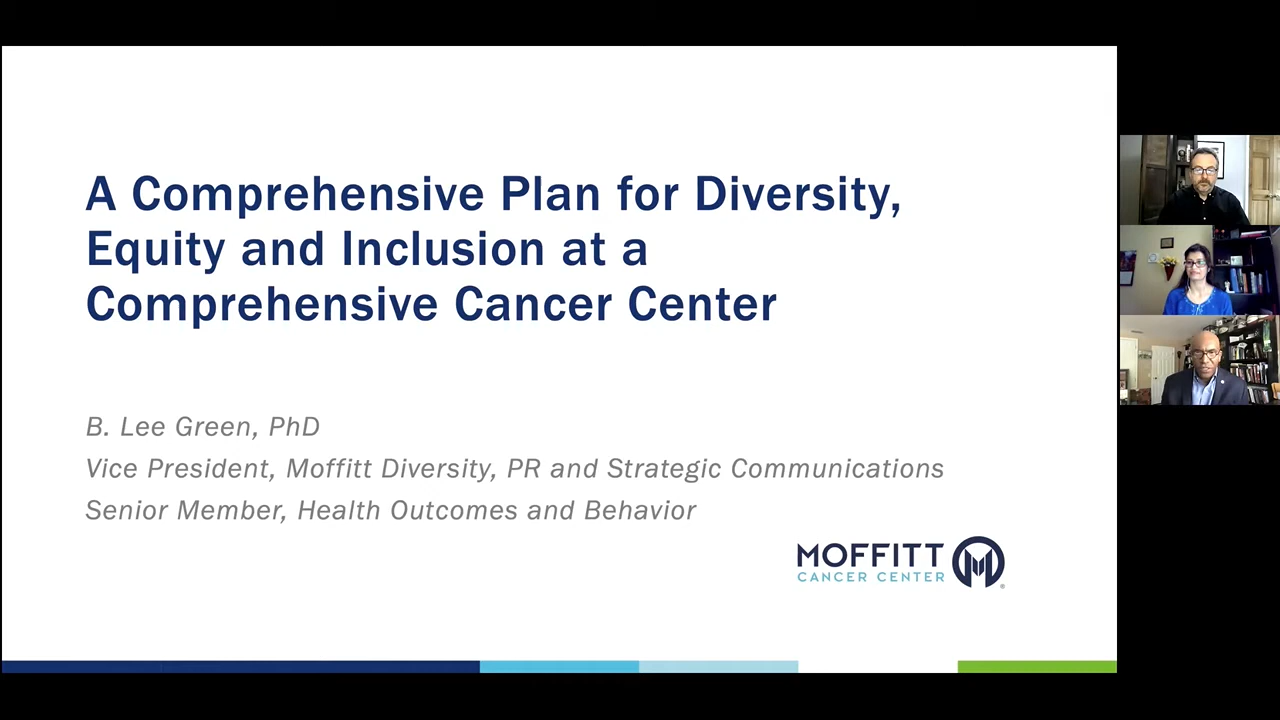 A Comprehensive Plan for Diversity,
Equity and Inclusion at a
Comprehensive Cancer Center
B. Lee Green, PhD
Vice President, Moffitt Diversity, PR and Strategic Communications
Senior Member, Health Outcomes and Behavior
MOFFITT
CANCER CENTER
®